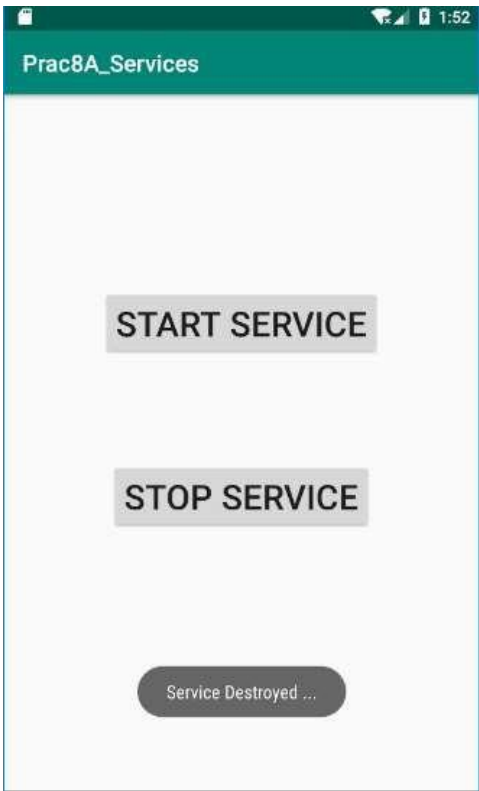 1:52
Prac8A_Services
START SERVICE
STOP SERVICE
Service Destroyed ...